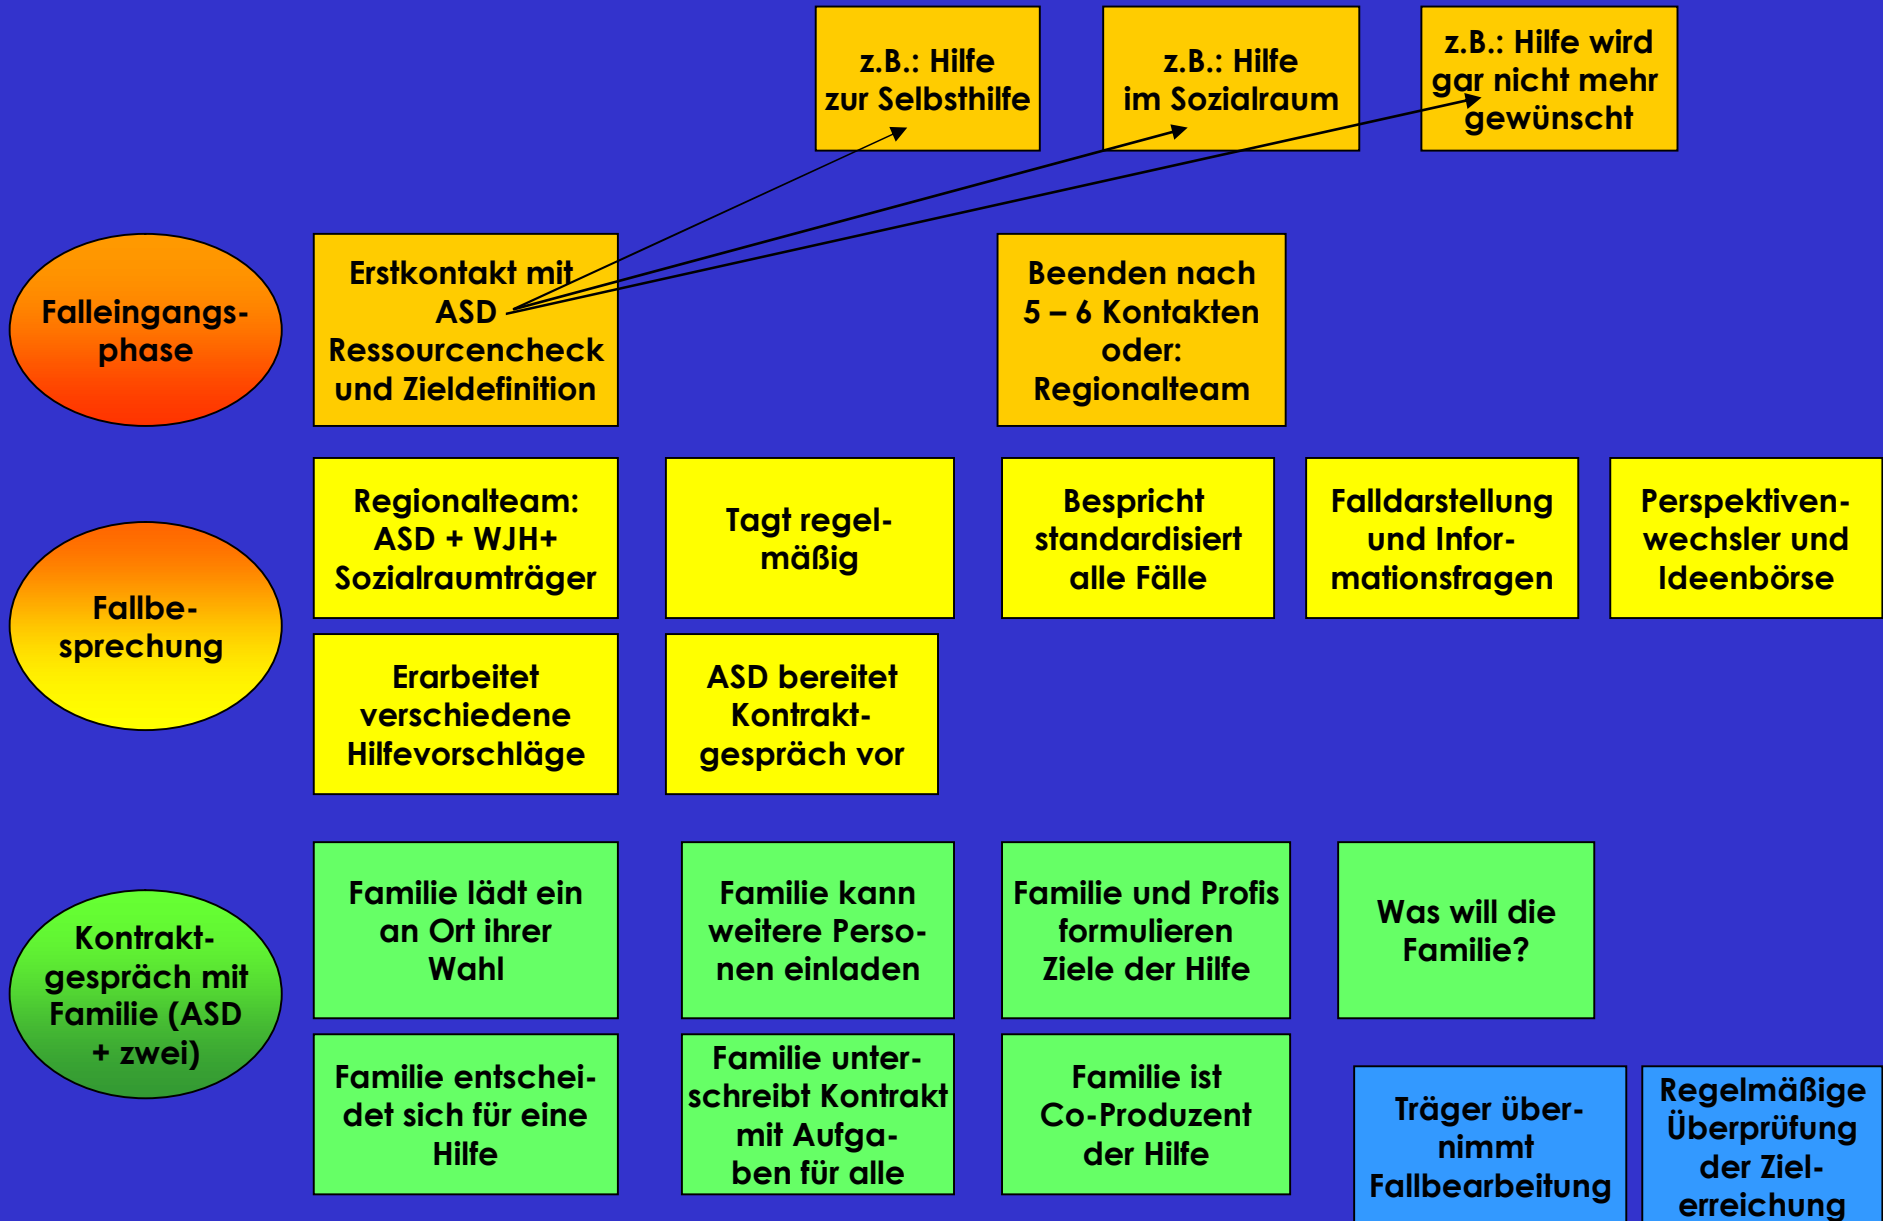 z.B.: Hilfe
zur Selbsthilfe
z.B.: Hilfe
im Sozialraum
z.B.: Hilfe wird
gar nicht mehr
gewünscht
Falleingangs-
phase
Erstkontakt mit
ASD
Ressourcencheck
und Zieldefinition
Beenden nach
5 – 6 Kontakten
oder:
Regionalteam
Fallbe-
sprechung
Regionalteam:
ASD + WJH+
Sozialraumträger
Tagt regel-
mäßig
Bespricht
standardisiert
alle Fälle
Falldarstellung
und Infor-
mationsfragen
Perspektiven-
wechsler und
Ideenbörse
Erarbeitet
verschiedene
Hilfevorschläge
ASD bereitet
Kontrakt-
gespräch vor
Kontrakt-
gespräch mit
Familie (ASD
+ zwei)
Familie lädt ein
an Ort ihrer
Wahl
Familie kann
weitere Perso-
nen einladen
Familie und Profis
formulieren
Ziele der Hilfe
Was will die
Familie?
Familie entschei-
det sich für eine
Hilfe
Familie unter-
schreibt Kontrakt
mit Aufga-
ben für alle
Familie ist
Co-Produzent
der Hilfe
Träger über-
nimmt
Fallbearbeitung
Regelmäßige
Überprüfung
der Ziel-
erreichung